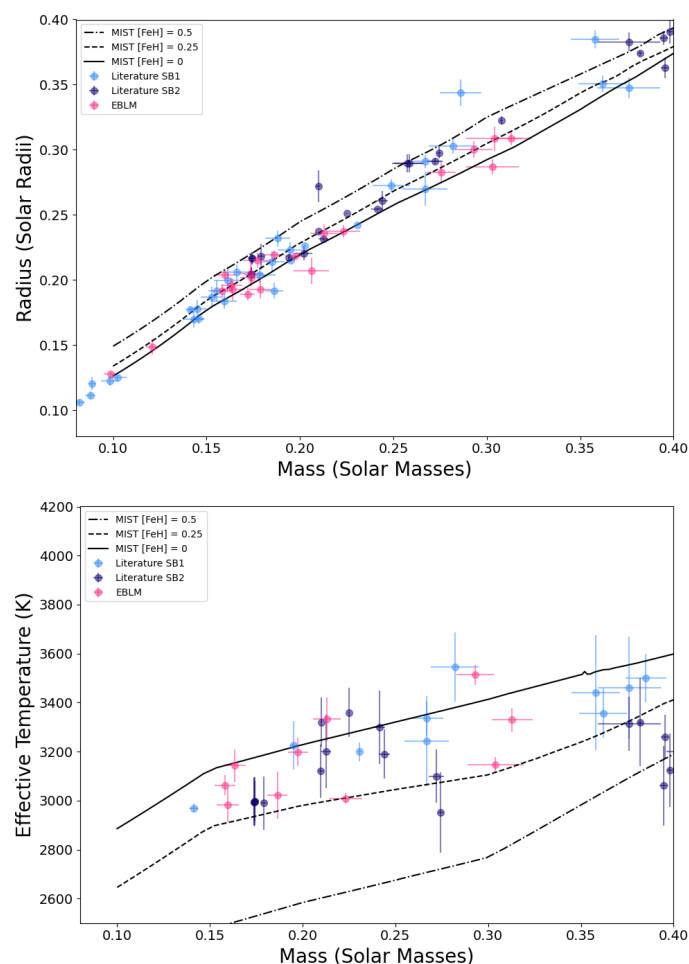 0.40
0.35
0.30
0.25
0.20
0.15
0.10
Radius (Solar Radii)
MIST [FeH] = 0.5
MIST [FeH] = 0.25
MIST [FeH] = 0
Literature SB1
Literature SB2
EBLM
0.10 0.15 0.20 0.25 0.30 0.35 0.40
Mass (Solar Masses)
4200
4000
3800
3600
3400
3200
3000
2800
2600
Effective Temperature (K)
MIST [FeH] = 0.5
MIST [FeH] = 0.25
MIST [FeH] = 0
Literature SB1
Literature SB2
EBLM
0.10 0.15 0.20 0.25 0.30 0.35 0.40
Mass (Solar Masses)